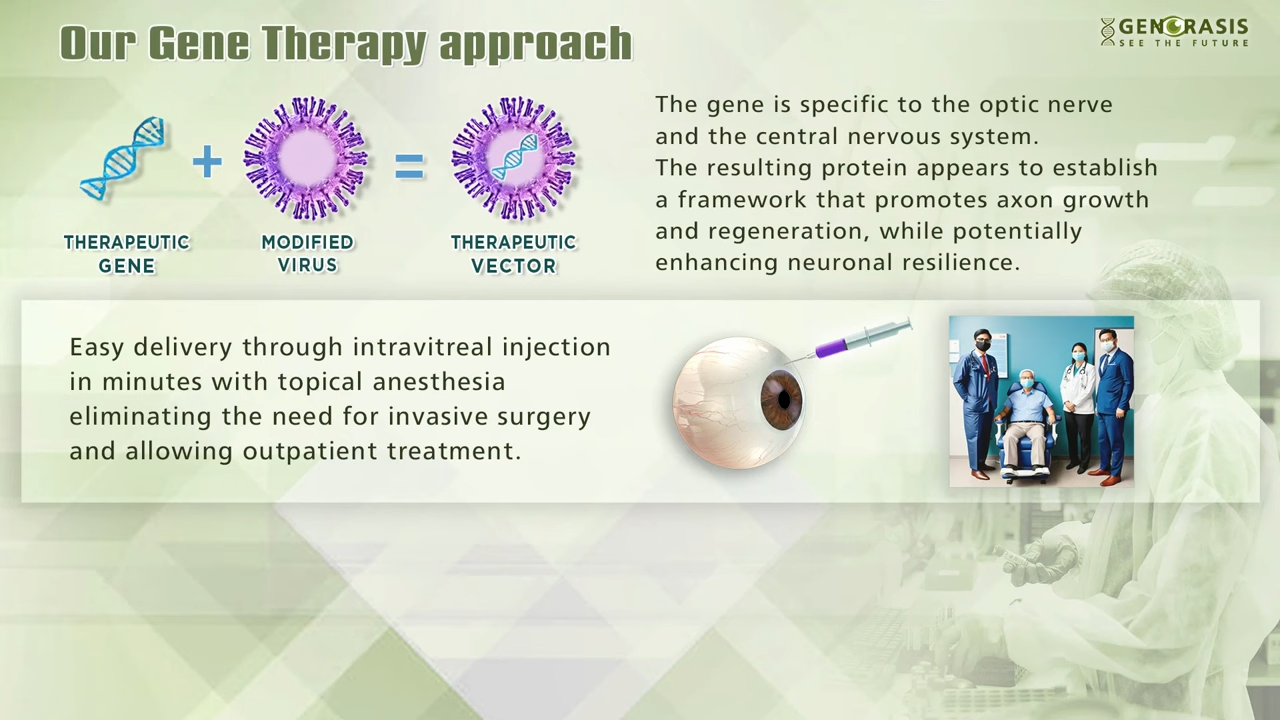 Our Gene Therapy approach
GENORASIS
SEE THE FUTURE
THERAPEUTIC
GENE
+
MODIFIED
VIRUS
=
THERAPEUTIC
VECTOR
The gene is specific to the optic nerve
and the central nervous system.
The resulting protein appears to establish
a framework that promotes axon growth
and regeneration, while potentially
enhancing neuronal resilience.
Easy delivery through intravitreal injection
in minutes with topical anesthesia
eliminating the need for invasive surgery
and allowing outpatient treatment.